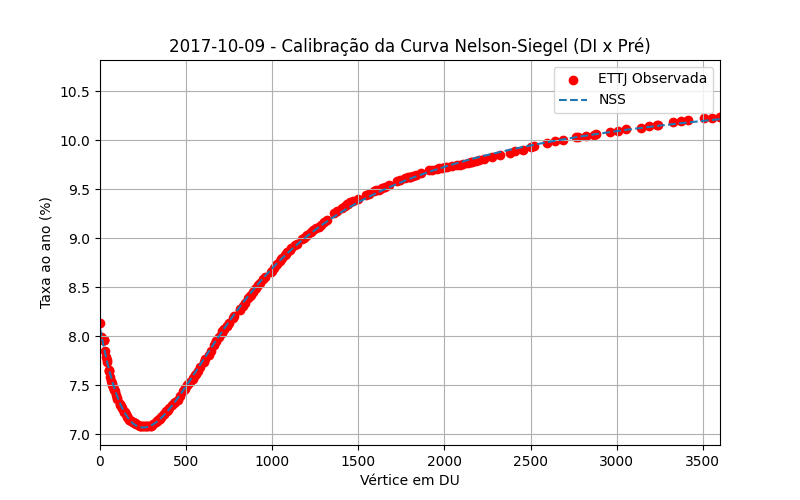 2017-10-09 - Calibração da Curva Nelson-Siegel (DI x Pré)
ETTJ Observada
NSS
10.5
10.0
9.5
9.0
8.5
8.0
7.5
7.0
Taxa ao ano (%)
0 500 1000 1500 2000 2500 3000 3500
Vértice em DU